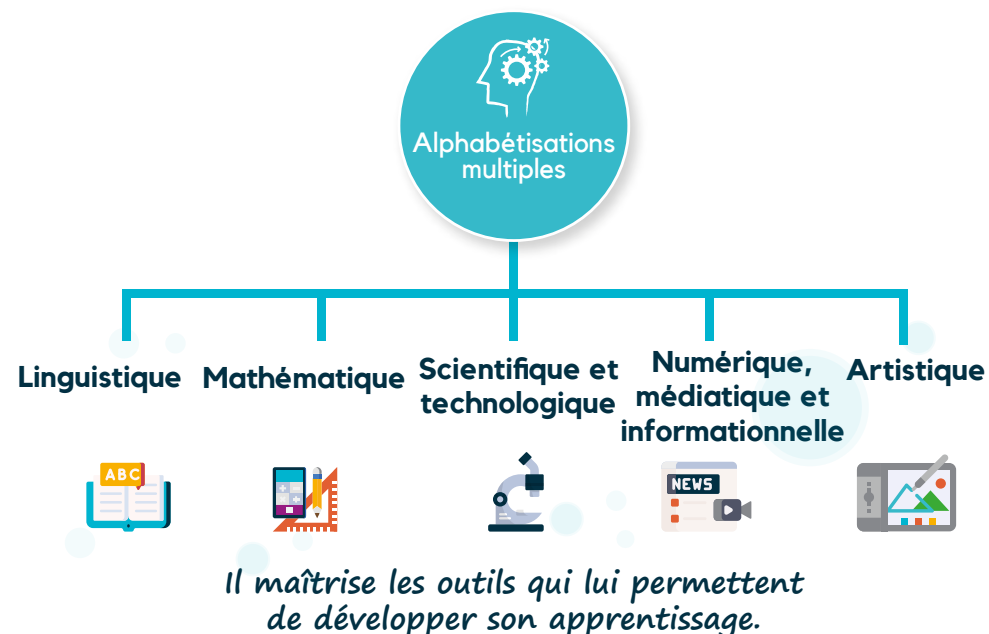 Alphabétisations
multiples
Linguistique
Mathématique
Scientifique et
technologique
Numérique,
médiatique et
informationnelle
Artistique
ABC
NEWS
Il maîtrise les outils qui lui permettent
de développer son apprentissage.